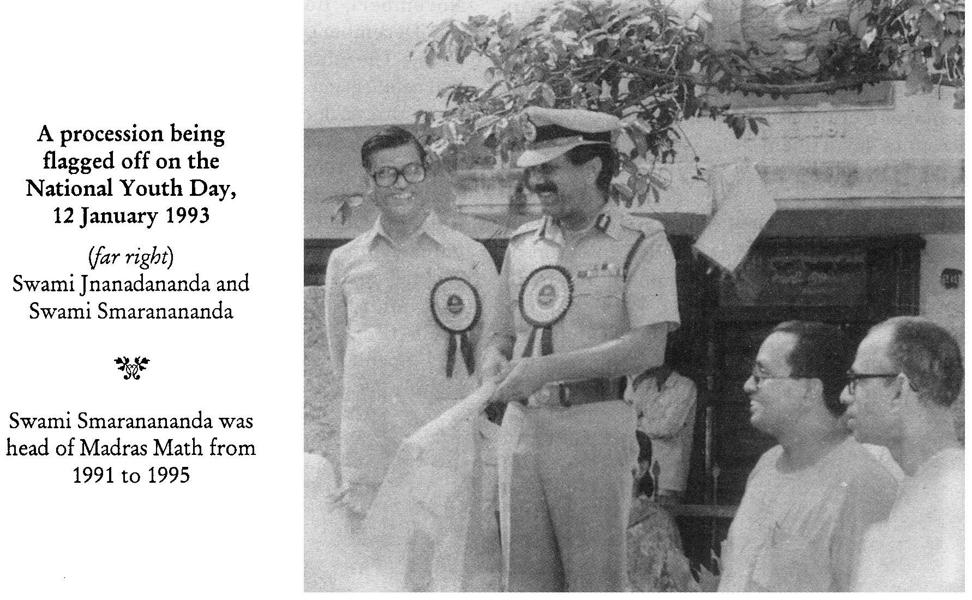 A procession being
flagged off on the
National Youth Day,
12 January 1993
(far right)
Swami Jnanadananda and
Swami Smaranananda
Swami Smaranananda was
head of Madras Math from
1991 to 1995